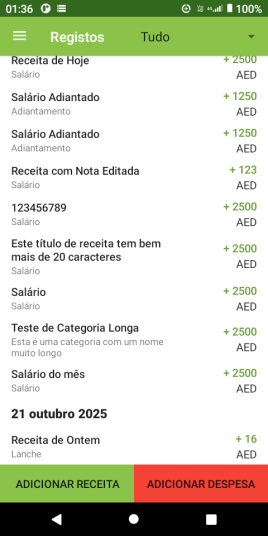 01:36 100%
Registos Tudo
Receita de Hoje + 2500
Salário AED
Salário Adiantado + 1250
Adiantamento AED
Salário Adiantado + 1250
Adiantamento AED
Receita com Nota Editada + 123
Salário AED
123456789 + 2500
Salário AED
Este título de receita tem bem + 2500
mais de 20 caracteres AED
Salário
Salário + 2500
Salário AED
Teste de Categoria Longa + 2500
Esta é uma categoria com um nome AED
muito longo
Salário do mês + 2500
Salário AED
21 outubro 2025
Receita de Ontem + 16
Lanche AED
ADICIONAR RECEITA ADICIONAR DESPESA